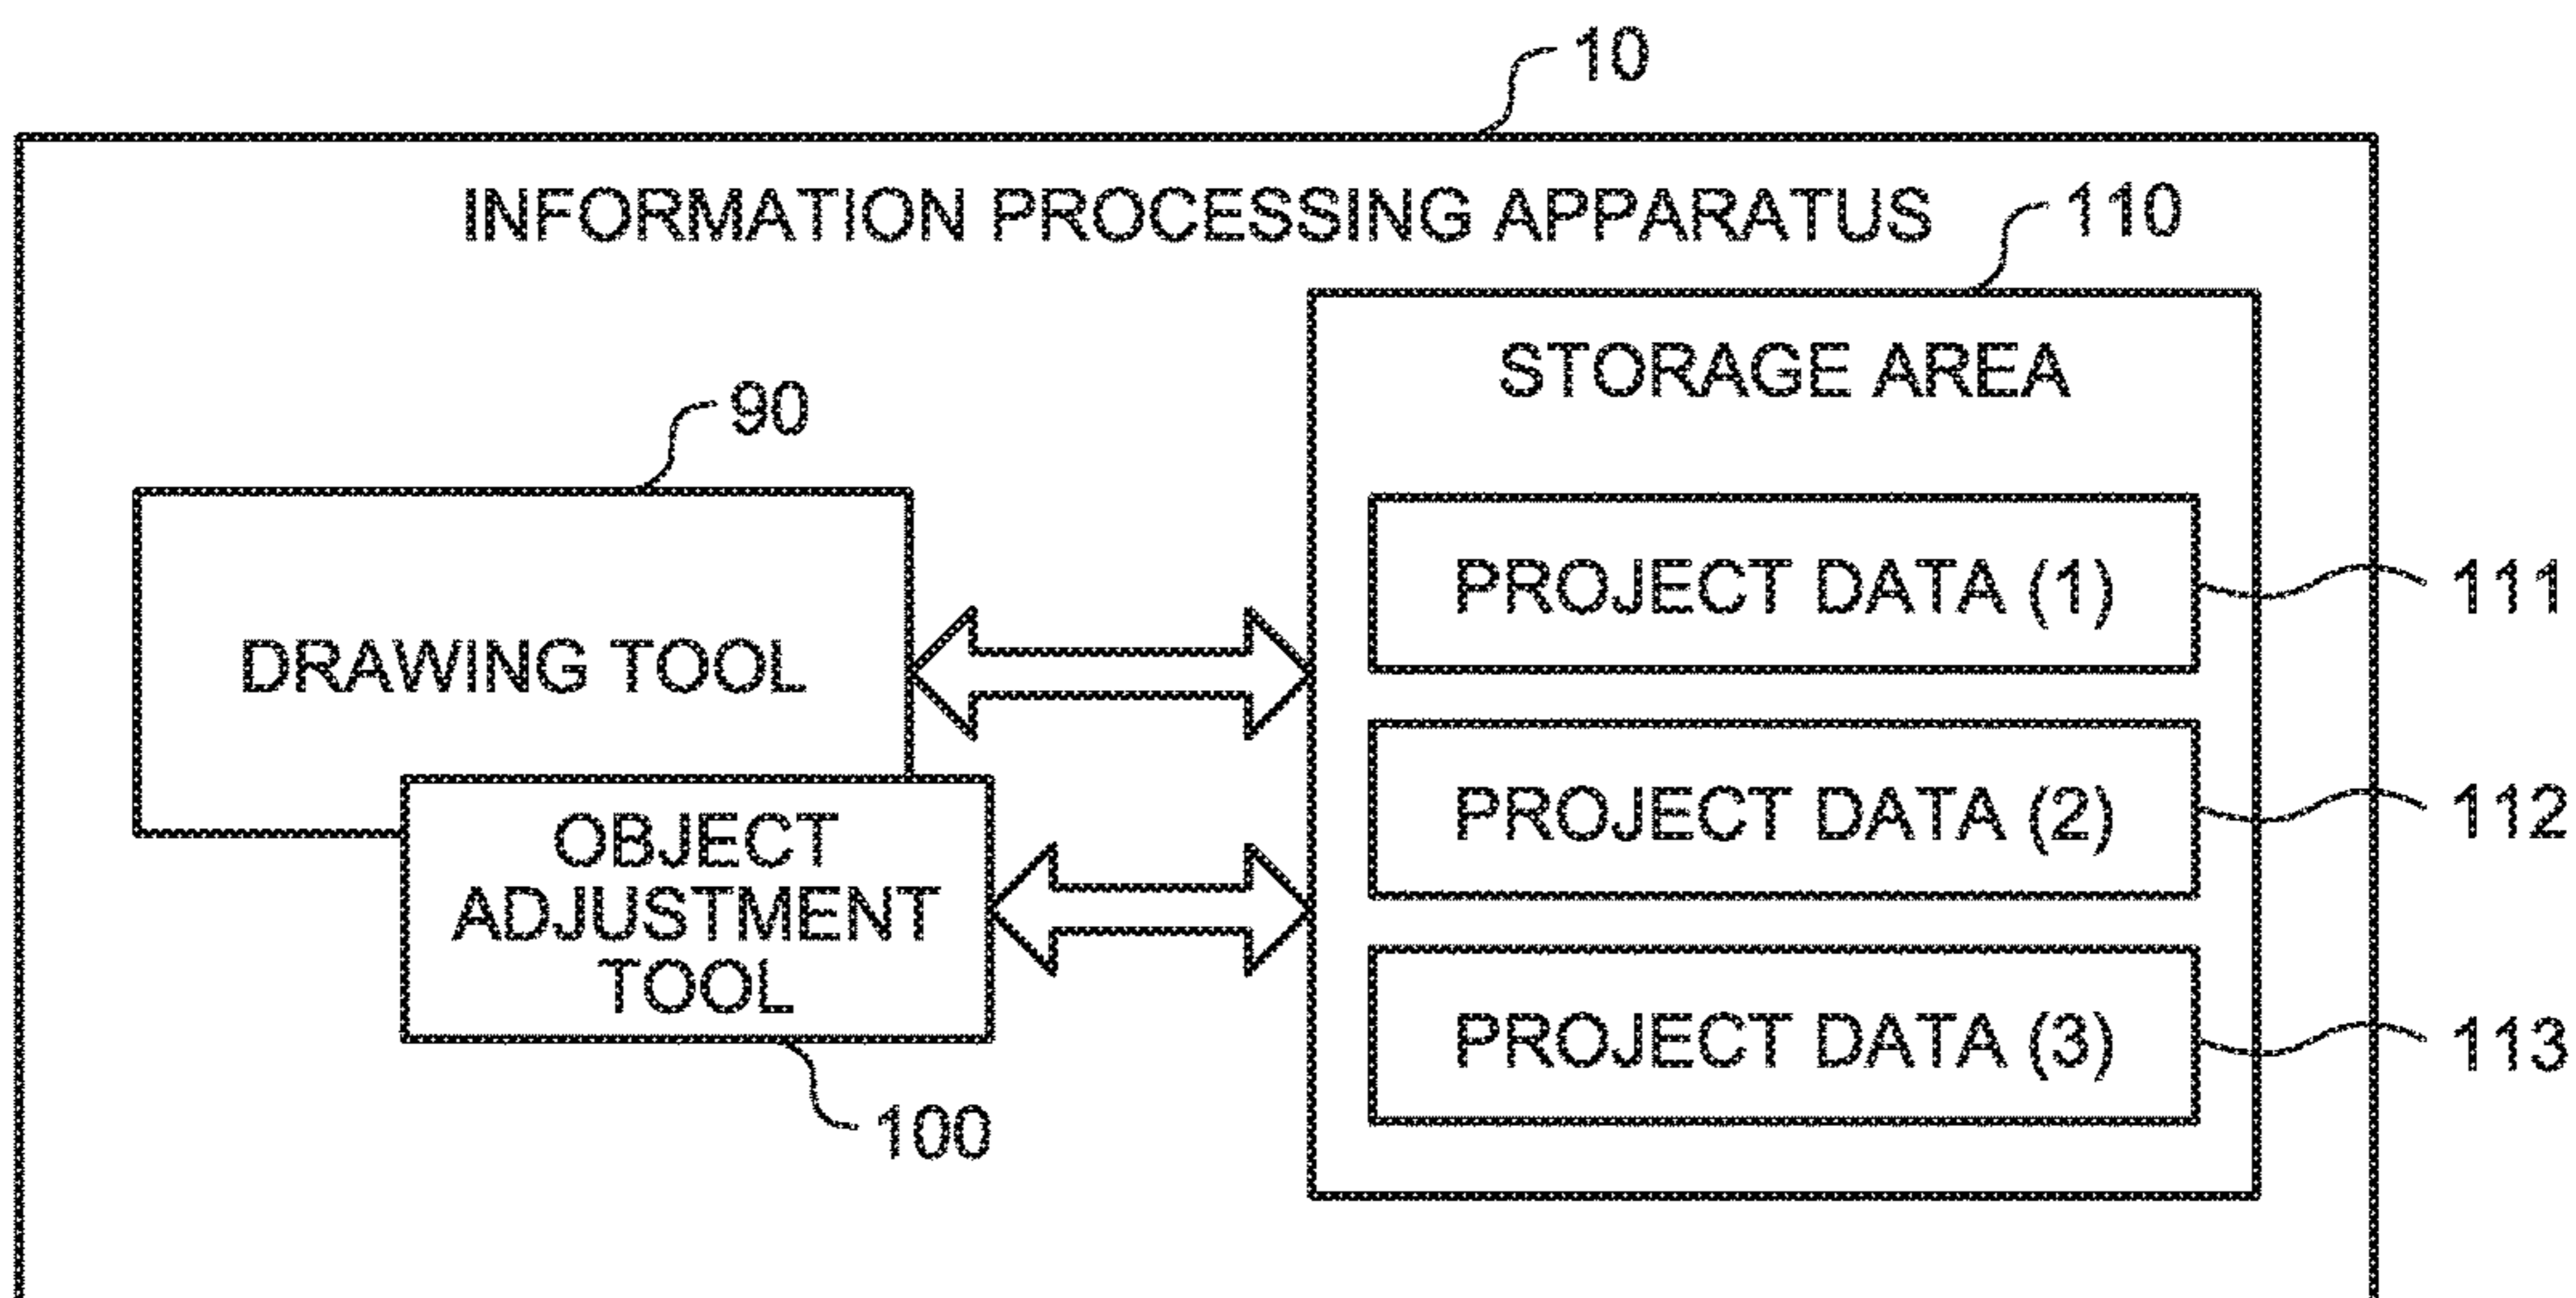 10
INFORMATION PROCESSING APPARATUS
110
STORAGE AREA
90
DRAWING TOOL
OBJECT
ADJUSTMENT
TOOL
100
PROJECT DATA (1)
111
PROJECT DATA (2)
112
PROJECT DATA (3)
113